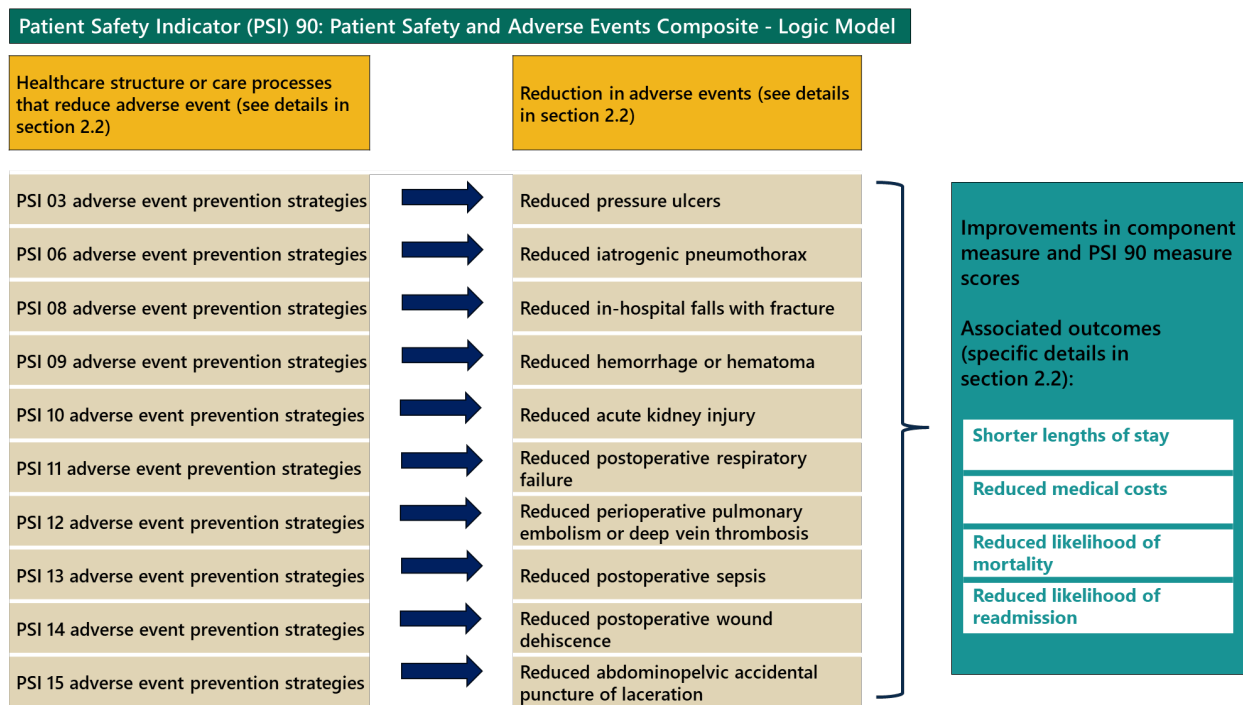 Patient Safety Indicator (PSI) 90: Patient Safety and Adverse Events Composite - Logic Model
Healthcare structure or care processes
that reduce adverse event (see details in
section 2.2)
Reduction in adverse events (see details
in section 2.2)
PSI 03 adverse event prevention strategies
Reduced pressure ulcers
PSI 06 adverse event prevention strategies
Reduced iatrogenic pneumothorax
PSI 08 adverse event prevention strategies
Reduced in-hospital falls with fracture
PSI 09 adverse event prevention strategies
Reduced hemorrhage or hematoma
PSI 10 adverse event prevention strategies
Reduced acute kidney injury
PSI 11 adverse event prevention strategies
Reduced postoperative respiratory
failure
PSI 12 adverse event prevention strategies
Reduced perioperative pulmonary
embolism or deep vein thrombosis
PSI 13 adverse event prevention strategies
Reduced postoperative sepsis
PSI 14 adverse event prevention strategies
Reduced postoperative wound
dehiscence
PSI 15 adverse event prevention strategies
Reduced abdominopelvic accidental
puncture of laceration
Improvements in component
measure and PSI 90 measure
scores
Associated outcomes
(specific details in
section 2.2):
Shorter lengths of stay
Reduced medical costs
Reduced likelihood of
mortality
Reduced likelihood of
readmission